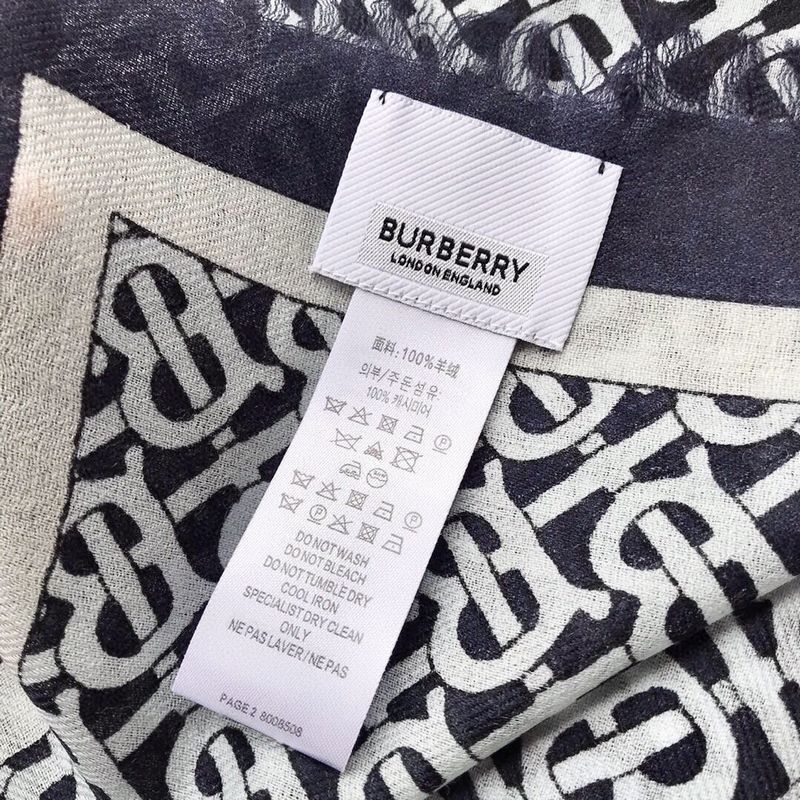 BURBERRY
LONDON ENGLAND
面料: 100%羊绒
의부/주돈섬유:
100% 캐시미어
DO NOT WASH
DO NOT BLEACH
DO NOT TUMBLE DRY
COOL IRON
SPECIALIST DRY CLEAN
ONLY
NE PAS LAVER / NE PAS
PAGE 2 8008508